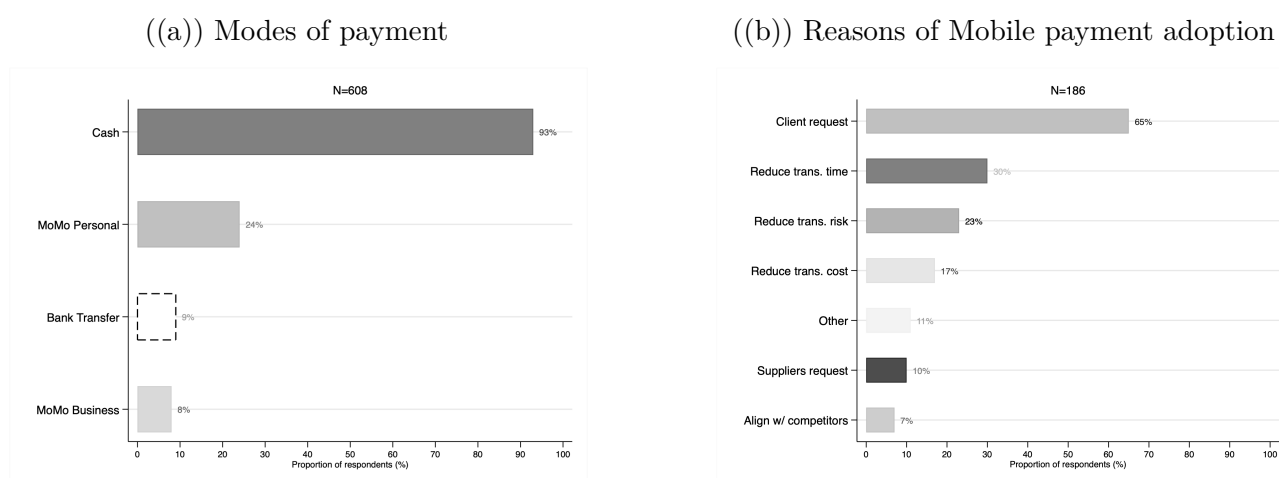 ((a)) Modes of payment
N=608
Cash
93%
MoMo Personal
24%
Bank Transfer
9%
MoMo Business
8%
0 10 20 30 40 50 60 70 80 90 100
Proportion of respondents (%)
((b)) Reasons of Mobile payment adoption
N=186
Client request
65%
Reduce trans. time
30%
Reduce trans. risk
23%
Reduce trans. cost
17%
Other
11%
Suppliers request
10%
Align w/ competitors
7%
0 10 20 30 40 50 60 70 80 90 100
Proportion of respondents (%)